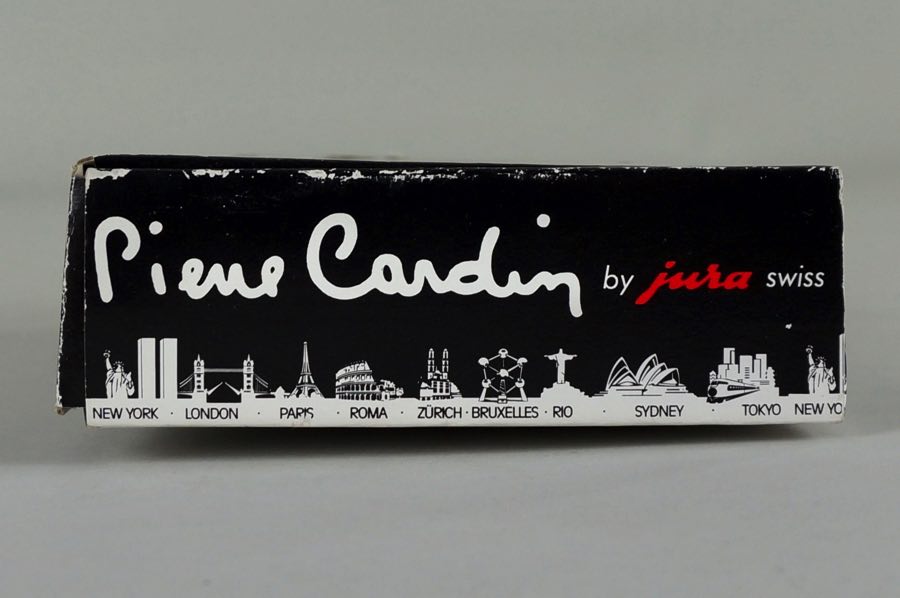 Pierre Cardin by jura swiss
NEW YORK · LONDON · PARIS · ROMA · ZÜRICH · BRUXELLES · RIO · SYDNEY · TOKYO NEW YO